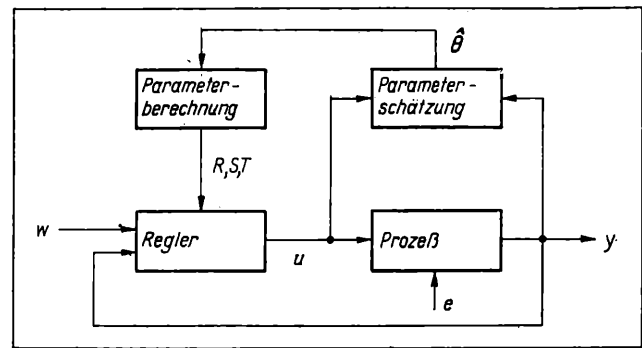 θ̂
Parameter-
berechnung
Parameter-
schätzung
R,S,T
w
Regler
u
Prozeß
y
e